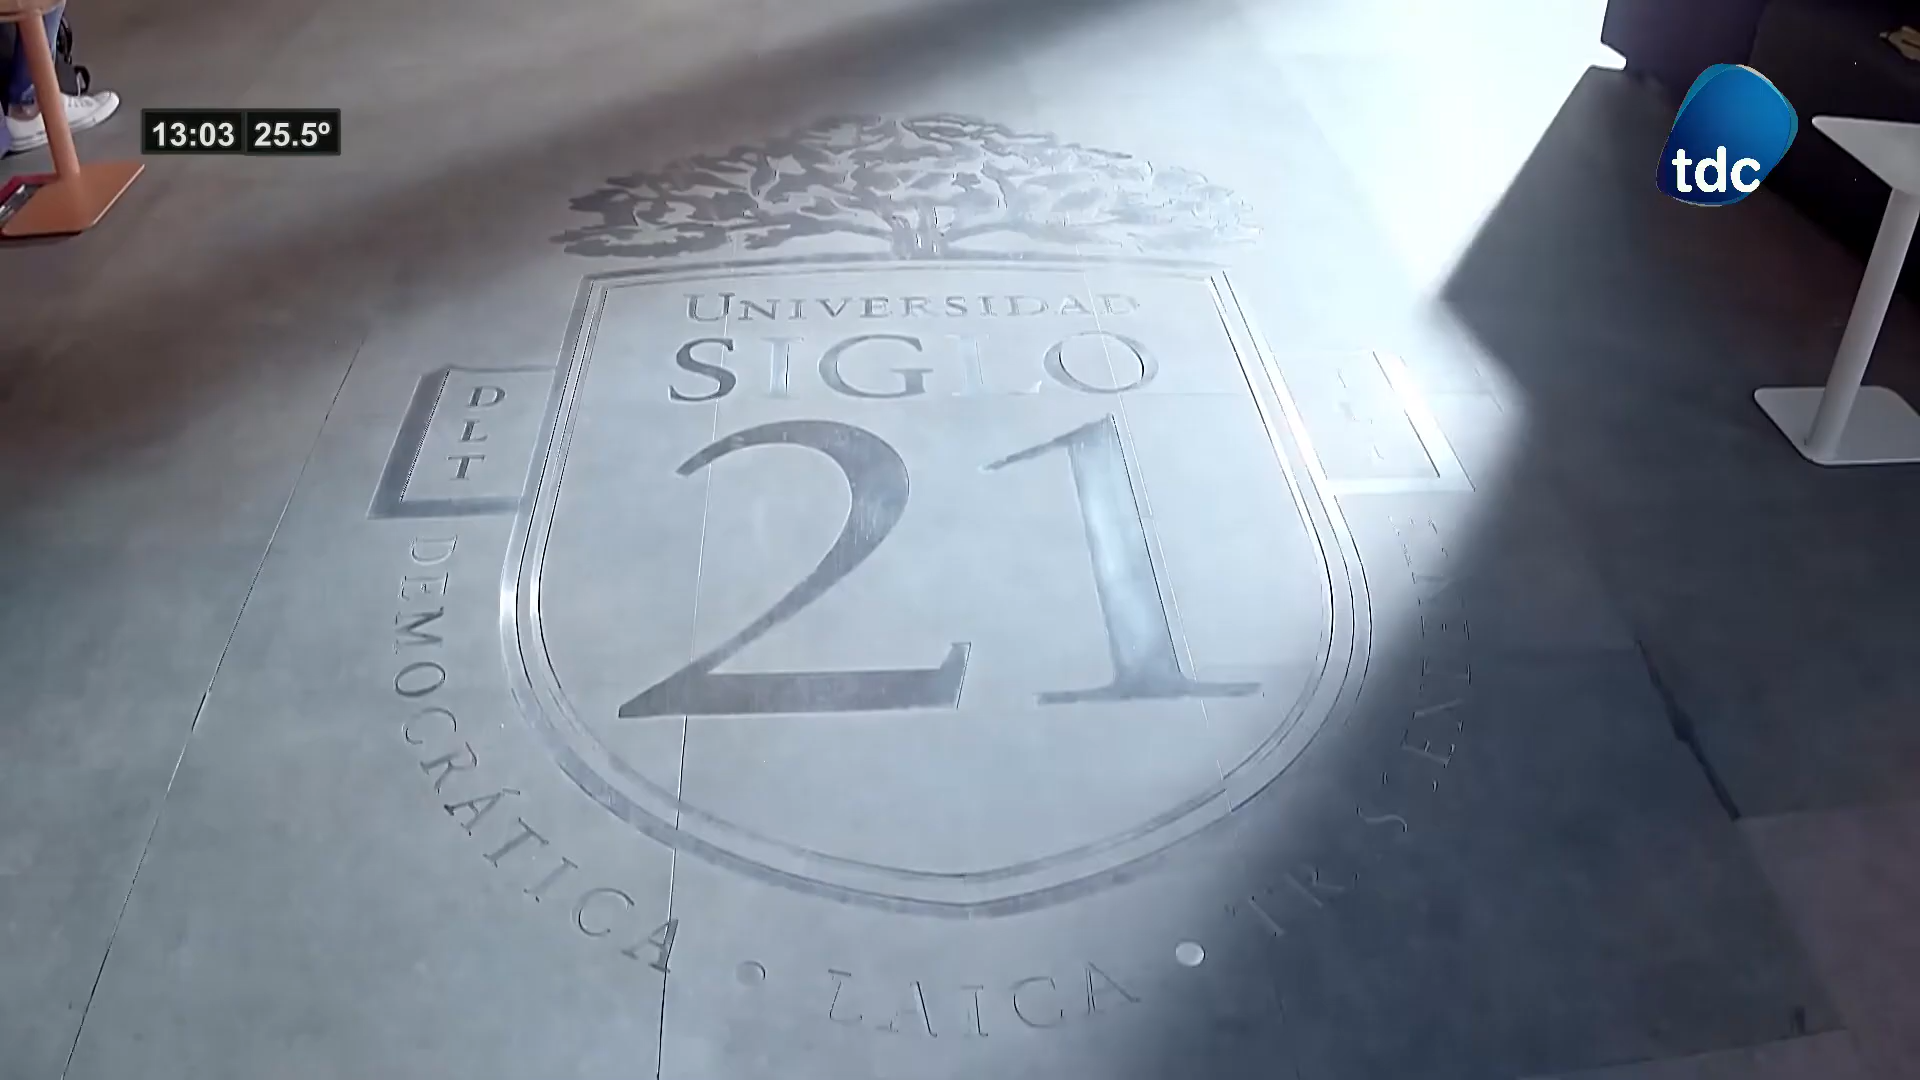 13:03 25.5º
tdc
UNIVERSIDAD
SIGLO
21
DLT
DEMOCRÁTICA • LAICA •